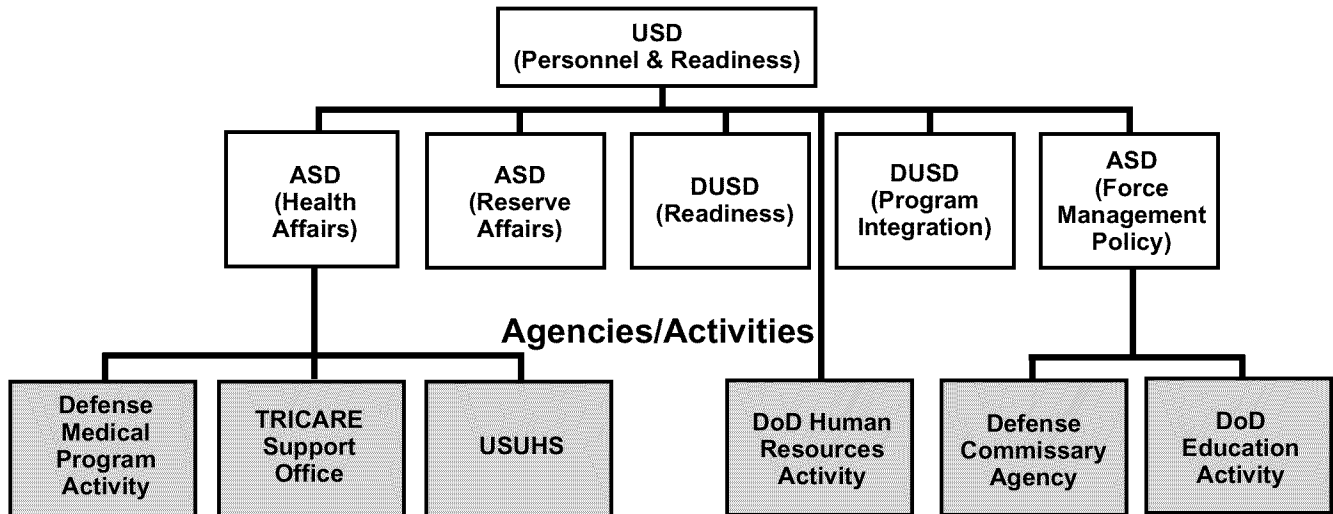 USD
(Personnel & Readiness)
ASD
(Health
Affairs)
ASD
(Reserve
Affairs)
DUSD
(Readiness)
DUSD
(Program
Integration)
ASD
(Force
Management
Policy)
Agencies/Activities
Defense
Medical
Program
Activity
TRICARE
Support
Office
USUHS
DoD Human
Resources
Activity
Defense
Commissary
Agency
DoD
Education
Activity